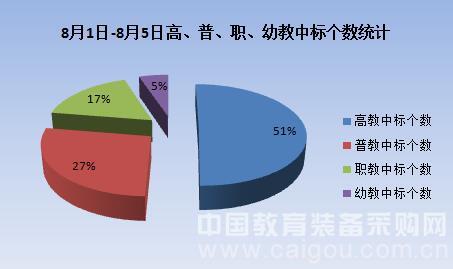 8月1日-8月5日高、普、职、幼教中标个数统计
5%
17%
51%
27%
高教中标个数
普教中标个数
职教中标个数
幼教中标个数
中国教育装备采购网
www.caigou.com.cn